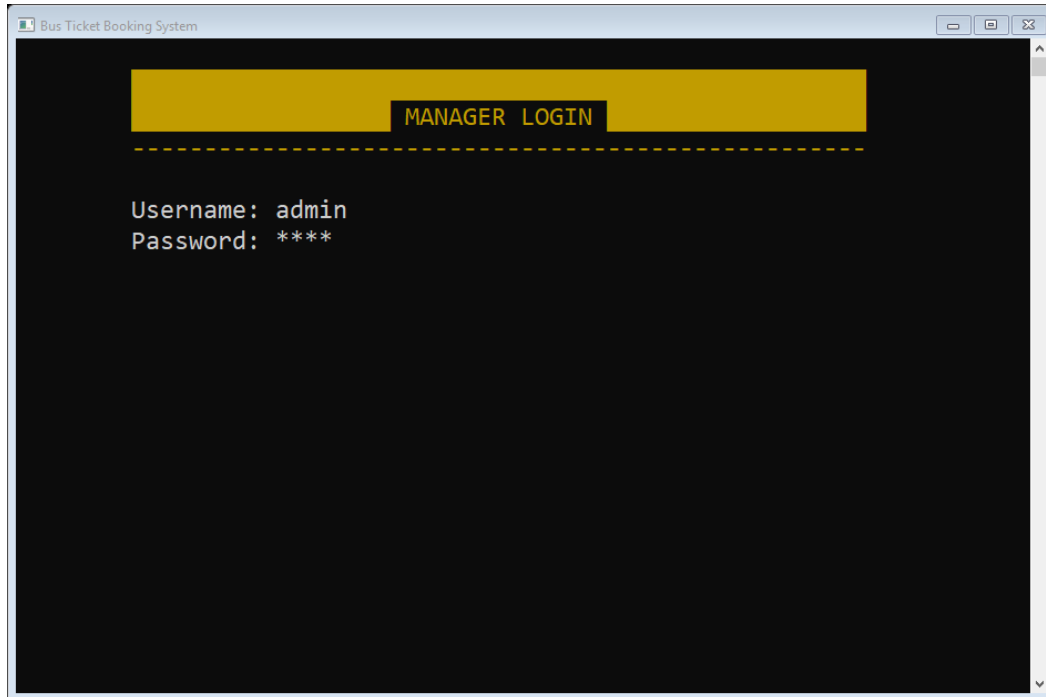 Bus Ticket Booking System
MANAGER LOGIN
-----------------------------------------------------
Username: admin
Password: ****